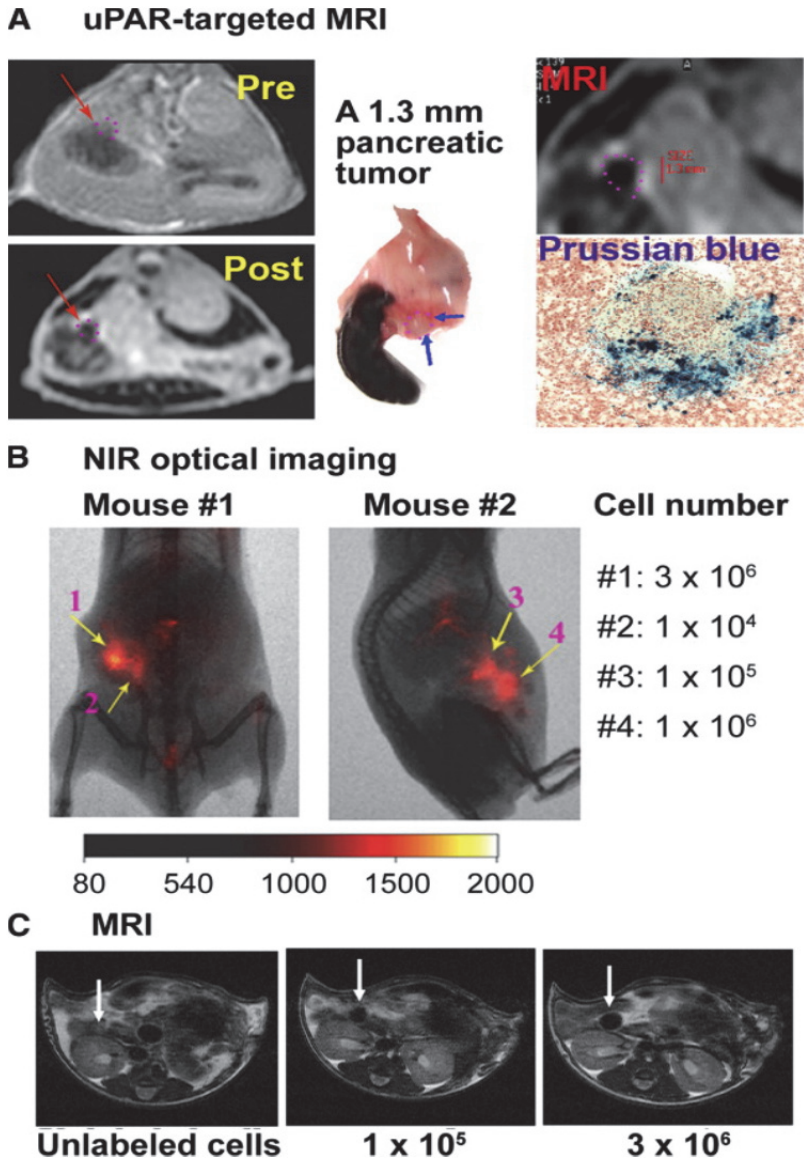 A uPAR-targeted MRI
Pre
Post
A 1.3 mm
pancreatic
tumor
A
MRI
SIZE
Prussian blue
B NIR optical imaging
Mouse #1
Mouse #2
Cell number
1
2
3
4
#1: 3 x 10⁶
#2: 1 x 10⁴
#3: 1 x 10⁵
#4: 1 x 10⁶
80 540 1000 1500 2000
C MRI
Unlabeled cells
1 x 10⁵
3 x 10⁶